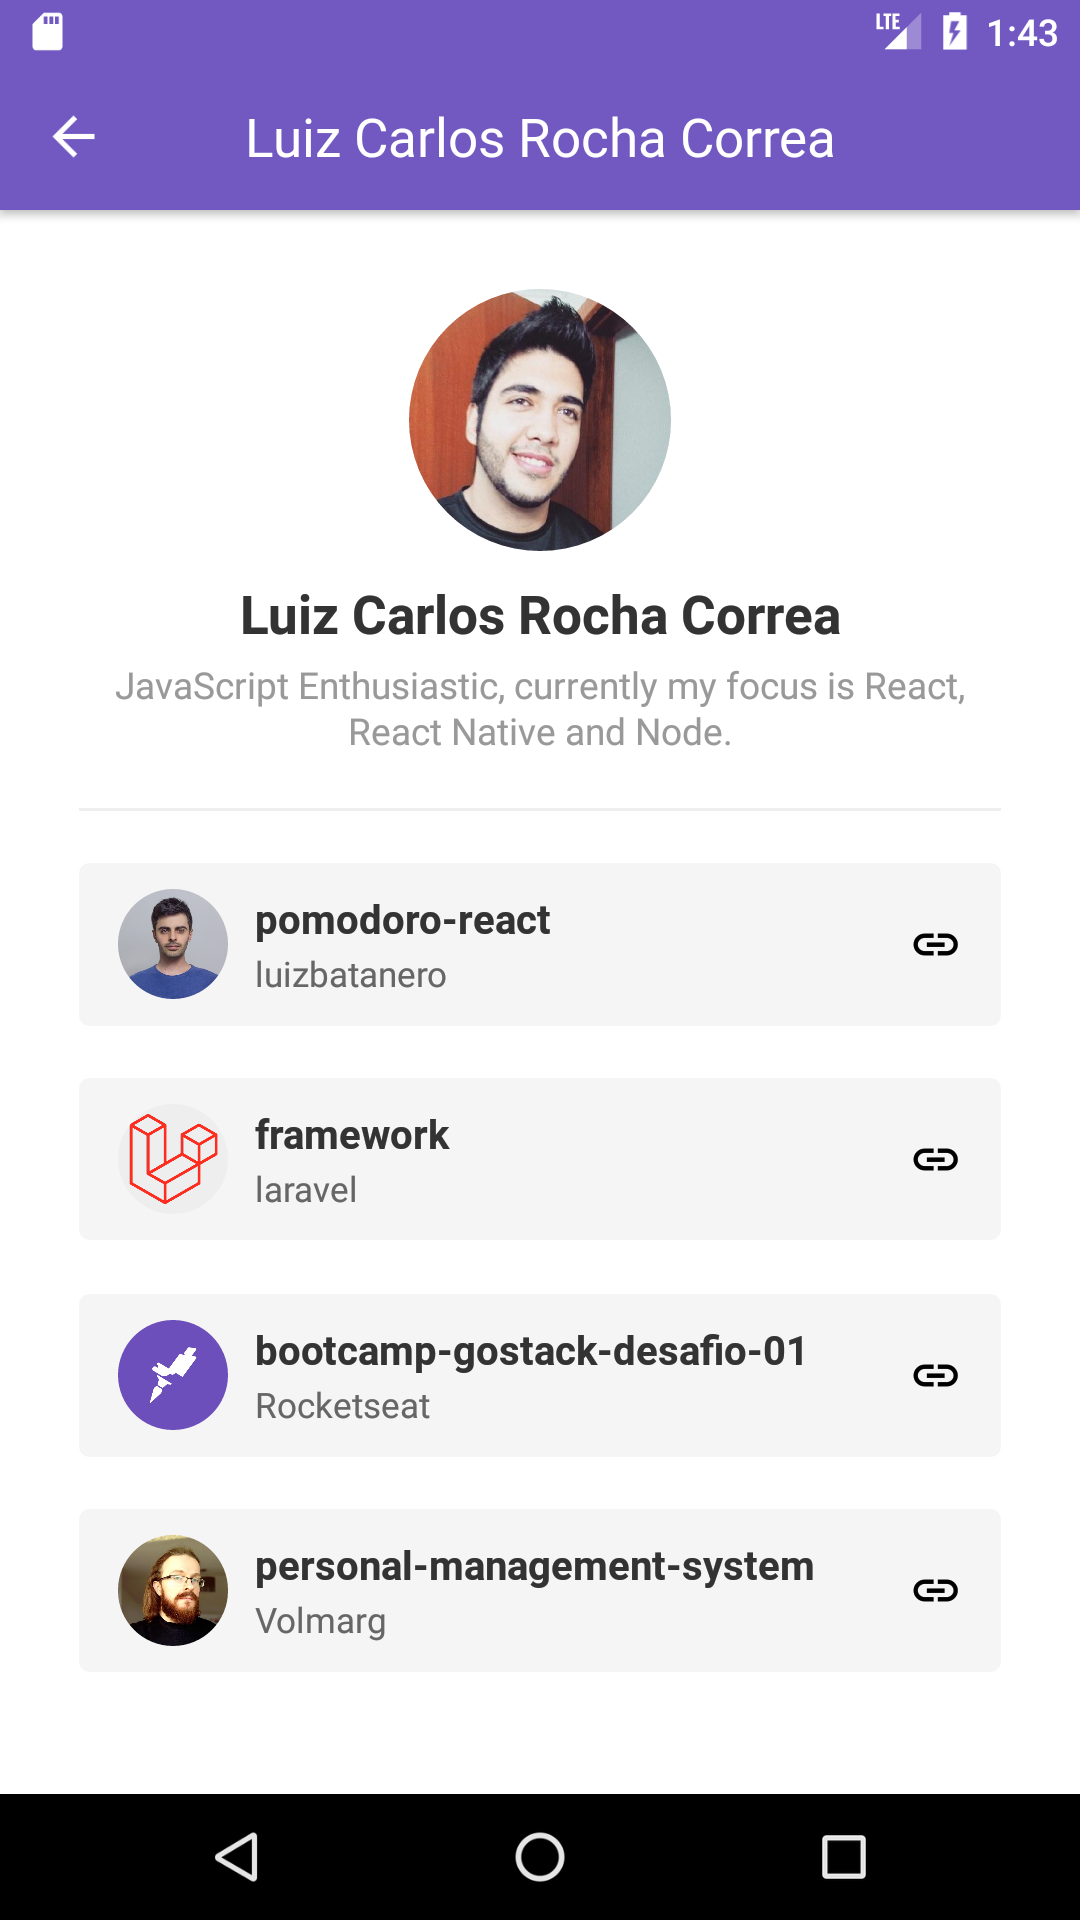 LTE 1:43
Luiz Carlos Rocha Correa
Luiz Carlos Rocha Correa
JavaScript Enthusiastic, currently my focus is React,
React Native and Node.
pomodoro-react
luizbatanero
framework
laravel
bootcamp-gostack-desafio-01
Rocketseat
personal-management-system
Volmarg